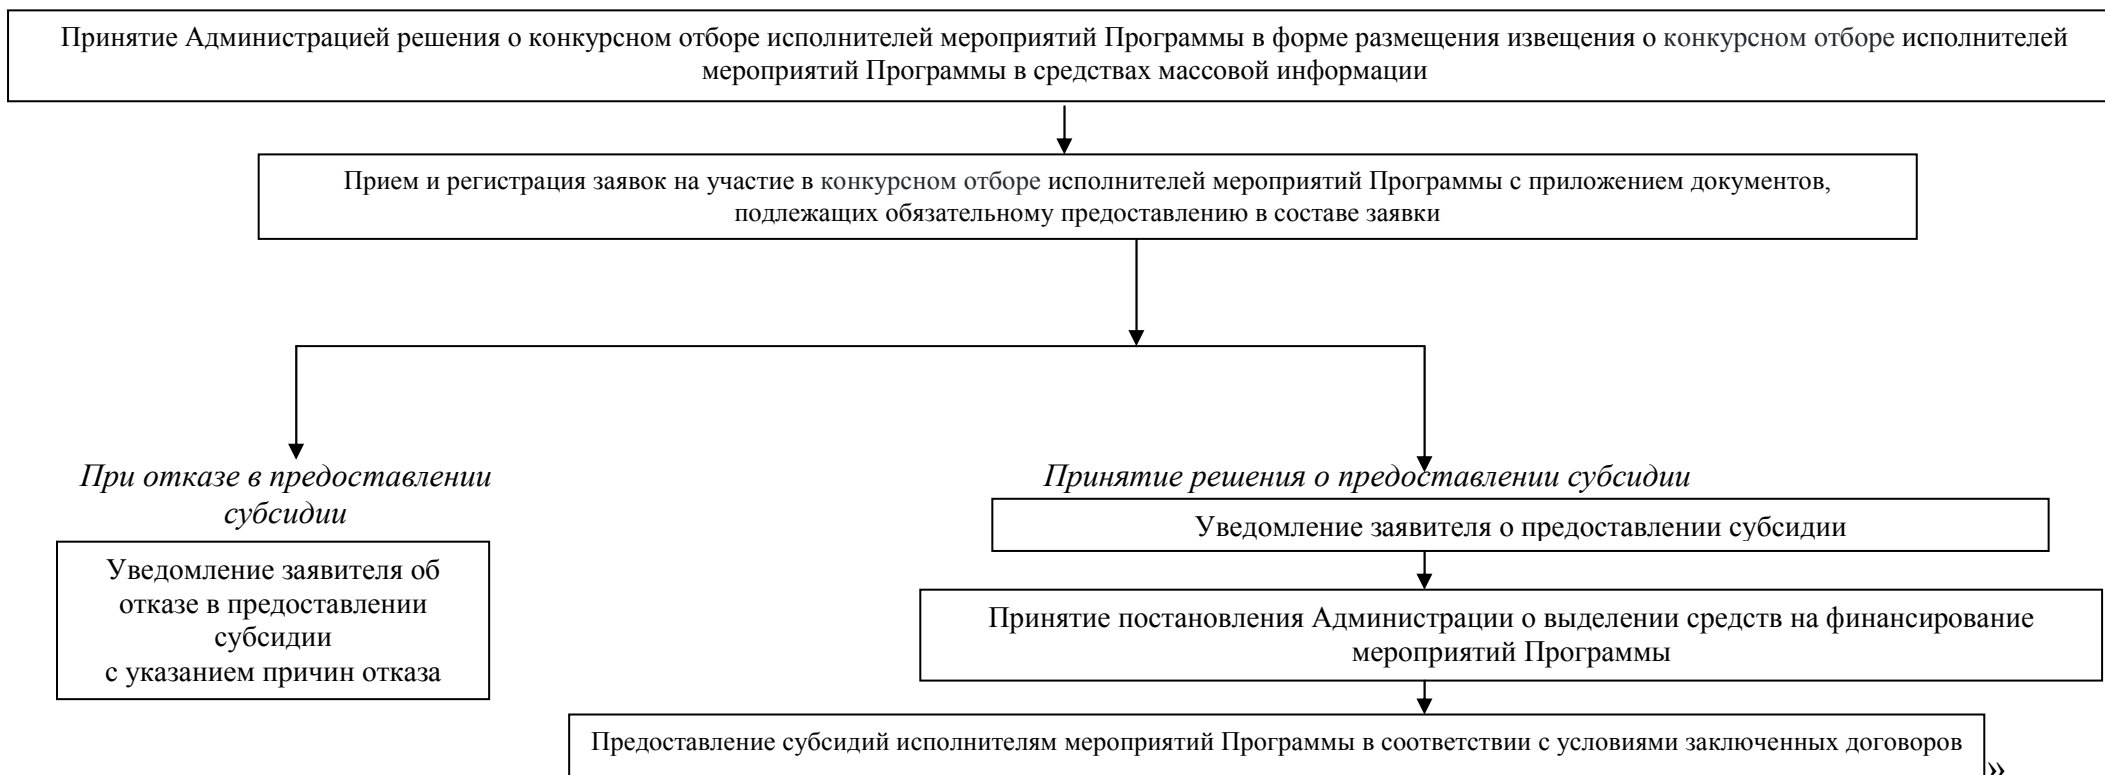 Принятие Администрацией решения о конкурсном отборе исполнителей мероприятий Программы в форме размещения извещения о конкурсном отборе исполнителей
мероприятий Программы в средствах массовой информации
Прием и регистрация заявок на участие в конкурсном отборе исполнителей мероприятий Программы с приложением документов,
подлежащих обязательному предоставлению в составе заявки
При отказе в предоставлении
субсидии
Уведомление заявителя об
отказе в предоставлении
субсидии
с указанием причин отказа
Принятие решения о предоставлении субсидии
Уведомление заявителя о предоставлении субсидии
Принятие постановления Администрации о выделении средств на финансирование
мероприятий Программы
Предоставление субсидий исполнителям мероприятий Программы в соответствии с условиями заключенных договоров
»